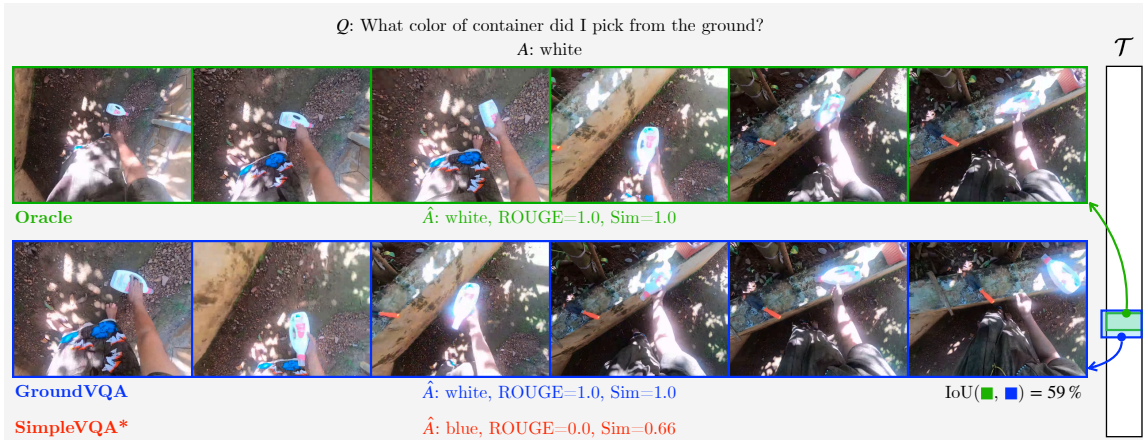 Q: What color of container did I pick from the ground?
A: white
𝒯
Oracle
Â: white, ROUGE=1.0, Sim=1.0
GroundVQA
Â: white, ROUGE=1.0, Sim=1.0
IoU(■, ■) = 59 %
SimpleVQA*
Â: blue, ROUGE=0.0, Sim=0.66